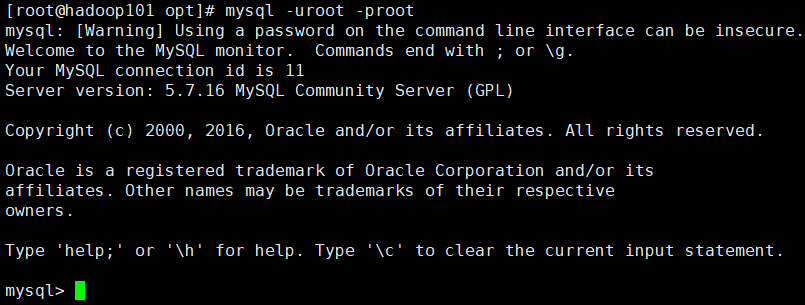 [root@hadoop101 opt]# mysql -uroot -proot
mysql: [Warning] Using a password on the command line interface can be insecure.
Welcome to the MySQL monitor.  Commands end with ; or \g.
Your MySQL connection id is 11
Server version: 5.7.16 MySQL Community Server (GPL)

Copyright (c) 2000, 2016, Oracle and/or its affiliates. All rights reserved.

Oracle is a registered trademark of Oracle Corporation and/or its
affiliates. Other names may be trademarks of their respective
owners.

Type 'help;' or '\h' for help. Type '\c' to clear the current input statement.

mysql>